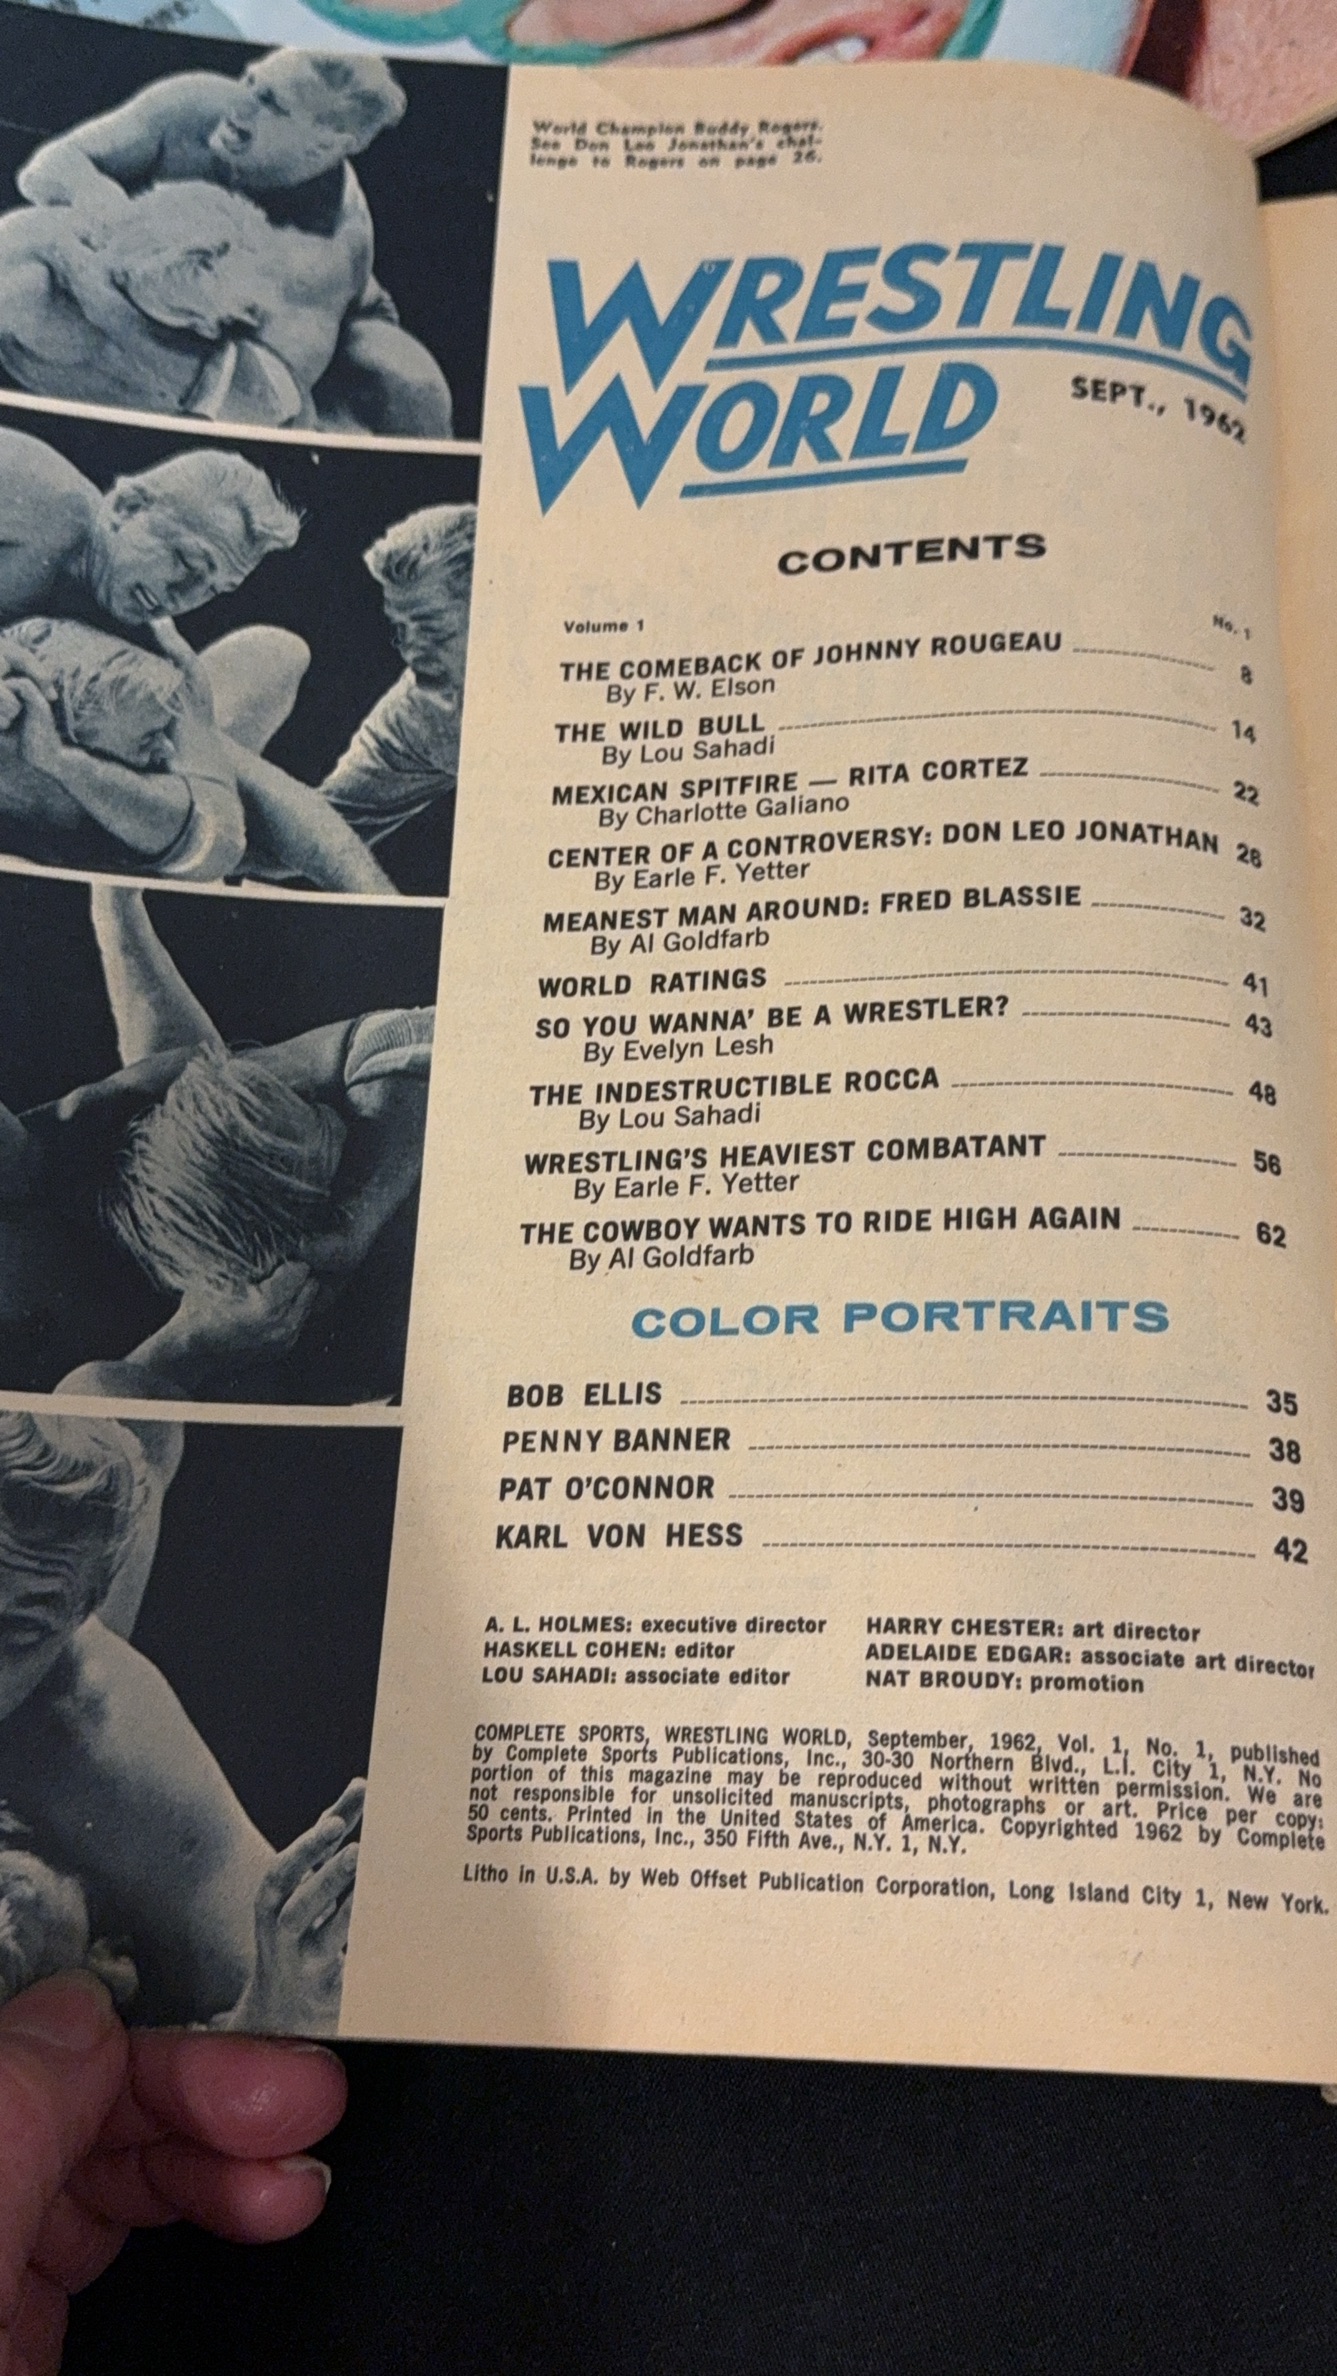 World Champion Buddy Rogers.
See Don Leo Jonathan's chal-
lenge to Rogers on page 26.
WRESTLING
WORLD
SEPT., 1962
CONTENTS
Volume 1 No. 1
THE COMEBACK OF JOHNNY ROUGEAU 8
By F. W. Elson
THE WILD BULL 14
By Lou Sahadi
MEXICAN SPITFIRE — RITA CORTEZ 22
By Charlotte Galiano
CENTER OF A CONTROVERSY: DON LEO JONATHAN 28
By Earle F. Yetter
MEANEST MAN AROUND: FRED BLASSIE 32
By Al Goldfarb
WORLD RATINGS 41
SO YOU WANNA' BE A WRESTLER? 43
By Evelyn Lesh
THE INDESTRUCTIBLE ROCCA 48
By Lou Sahadi
WRESTLING'S HEAVIEST COMBATANT 56
By Earle F. Yetter
THE COWBOY WANTS TO RIDE HIGH AGAIN 62
By Al Goldfarb
COLOR PORTRAITS
BOB ELLIS 35
PENNY BANNER 38
PAT O'CONNOR 39
KARL VON HESS 42
A. L. HOLMES: executive director
HASKELL COHEN: editor
LOU SAHADI: associate editor
HARRY CHESTER: art director
ADELAIDE EDGAR: associate art director
NAT BROUDY: promotion
COMPLETE SPORTS, WRESTLING WORLD, September, 1962, Vol. 1, No. 1, published
by Complete Sports Publications, Inc., 30-30 Northern Blvd., L.I. City 1, N.Y. No
portion of this magazine may be reproduced without written permission. We are
not responsible for unsolicited manuscripts, photographs or art. Price per copy:
50 cents. Printed in the United States of America. Copyrighted 1962 by Complete
Sports Publications, Inc., 350 Fifth Ave., N.Y. 1, N.Y.
Litho in U.S.A. by Web Offset Publication Corporation, Long Island City 1, New York.